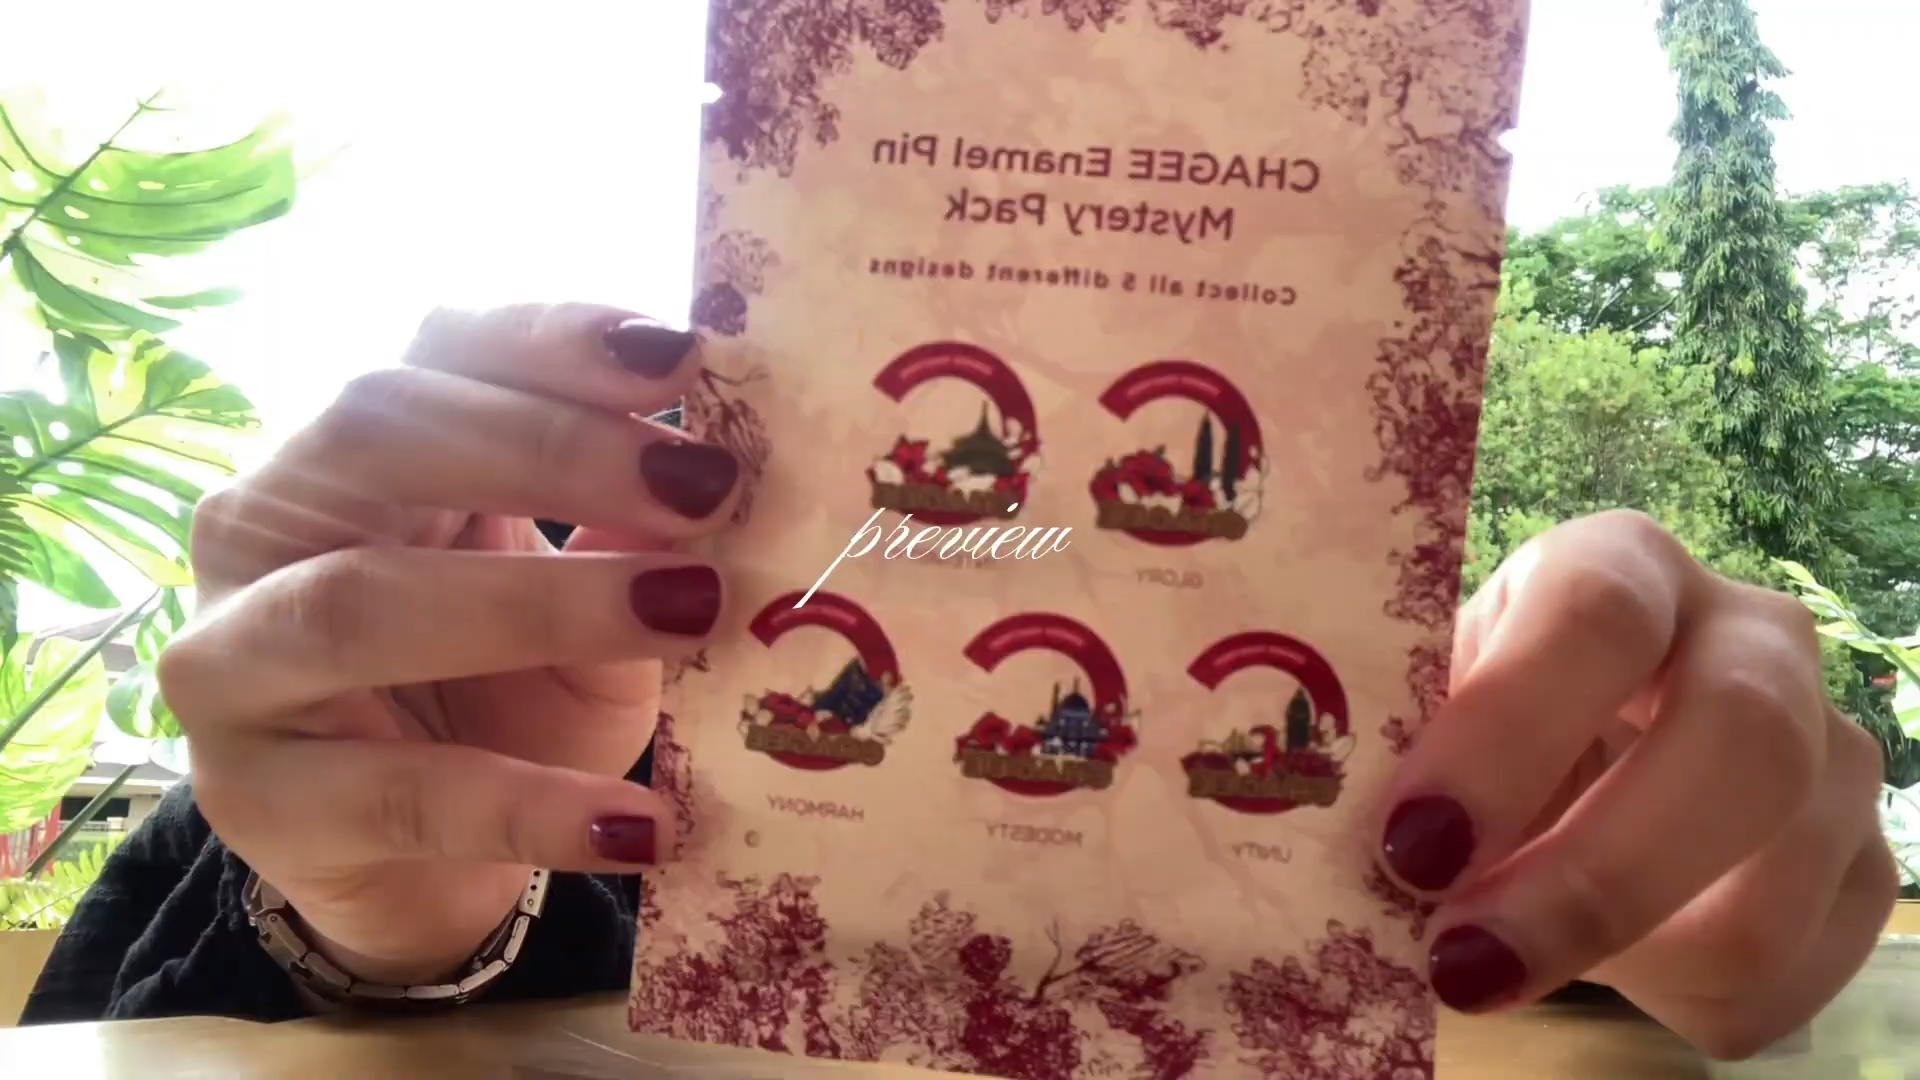 CHAGEE Enamel Pin
Mystery Pack
Collect all 5 different designs
preview
GLORY
HARMONY
MODESTY
UNITY